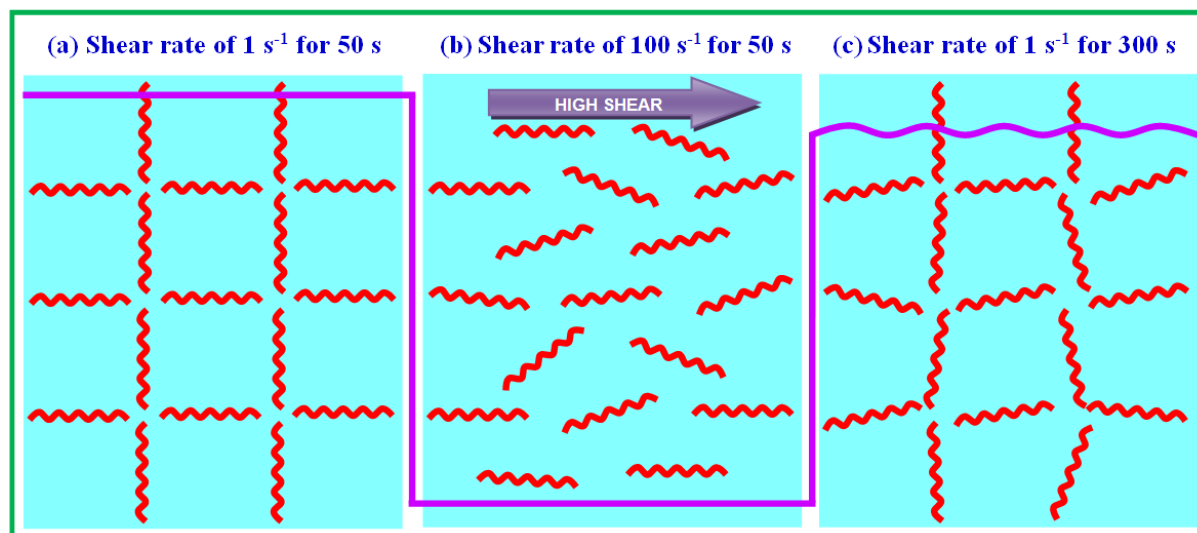 (a) Shear rate of 1 s⁻¹ for 50 s
(b) Shear rate of 100 s⁻¹ for 50 s
(c) Shear rate of 1 s⁻¹ for 300 s
HIGH SHEAR